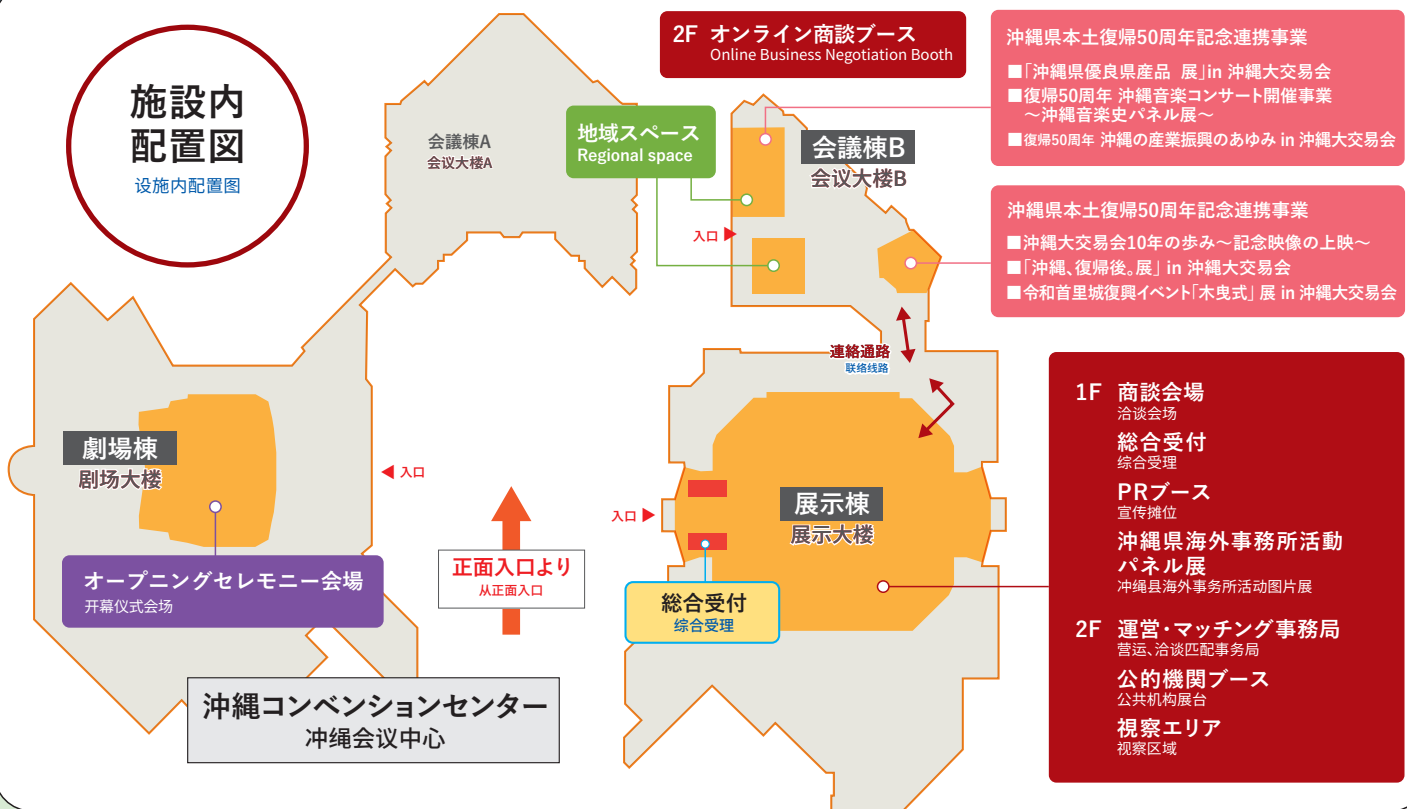 施設内
配置図
设施内配置图
会議棟A
会议大楼A
2F オンライン商談ブース
Online Business Negotiation Booth
地域スペース
Regional space
会議棟B
会议大楼B
入口
沖縄県本土復帰50周年記念連携事業
■「沖縄県優良県産品 展」in 沖縄大交易会
■復帰50周年 沖縄音楽コンサート開催事業
～沖縄音楽史パネル展～
■復帰50周年 沖縄の産業振興のあゆみ in 沖縄大交易会
沖縄県本土復帰50周年記念連携事業
■沖縄大交易会10年の歩み～記念映像の上映～
■「沖縄、復帰後。展」 in 沖縄大交易会
■令和首里城復興イベント「木曳式」 展 in 沖縄大交易会
連絡通路
联络线路
劇場棟
剧场大楼
入口
オープニングセレモニー会場
开幕仪式会场
正面入口より
从正面入口
入口
展示棟
展示大楼
総合受付
综合受理
沖縄コンベンションセンター
冲绳会议中心
1F 商談会場
洽谈会场
総合受付
综合受理
PRブース
宣传摊位
沖縄県海外事務所活動
パネル展
冲绳县海外事务所活动图片展
2F 運営・マッチング事務局
营运、洽谈匹配事务局
公的機関ブース
公共机构展台
視察エリア
视察区域